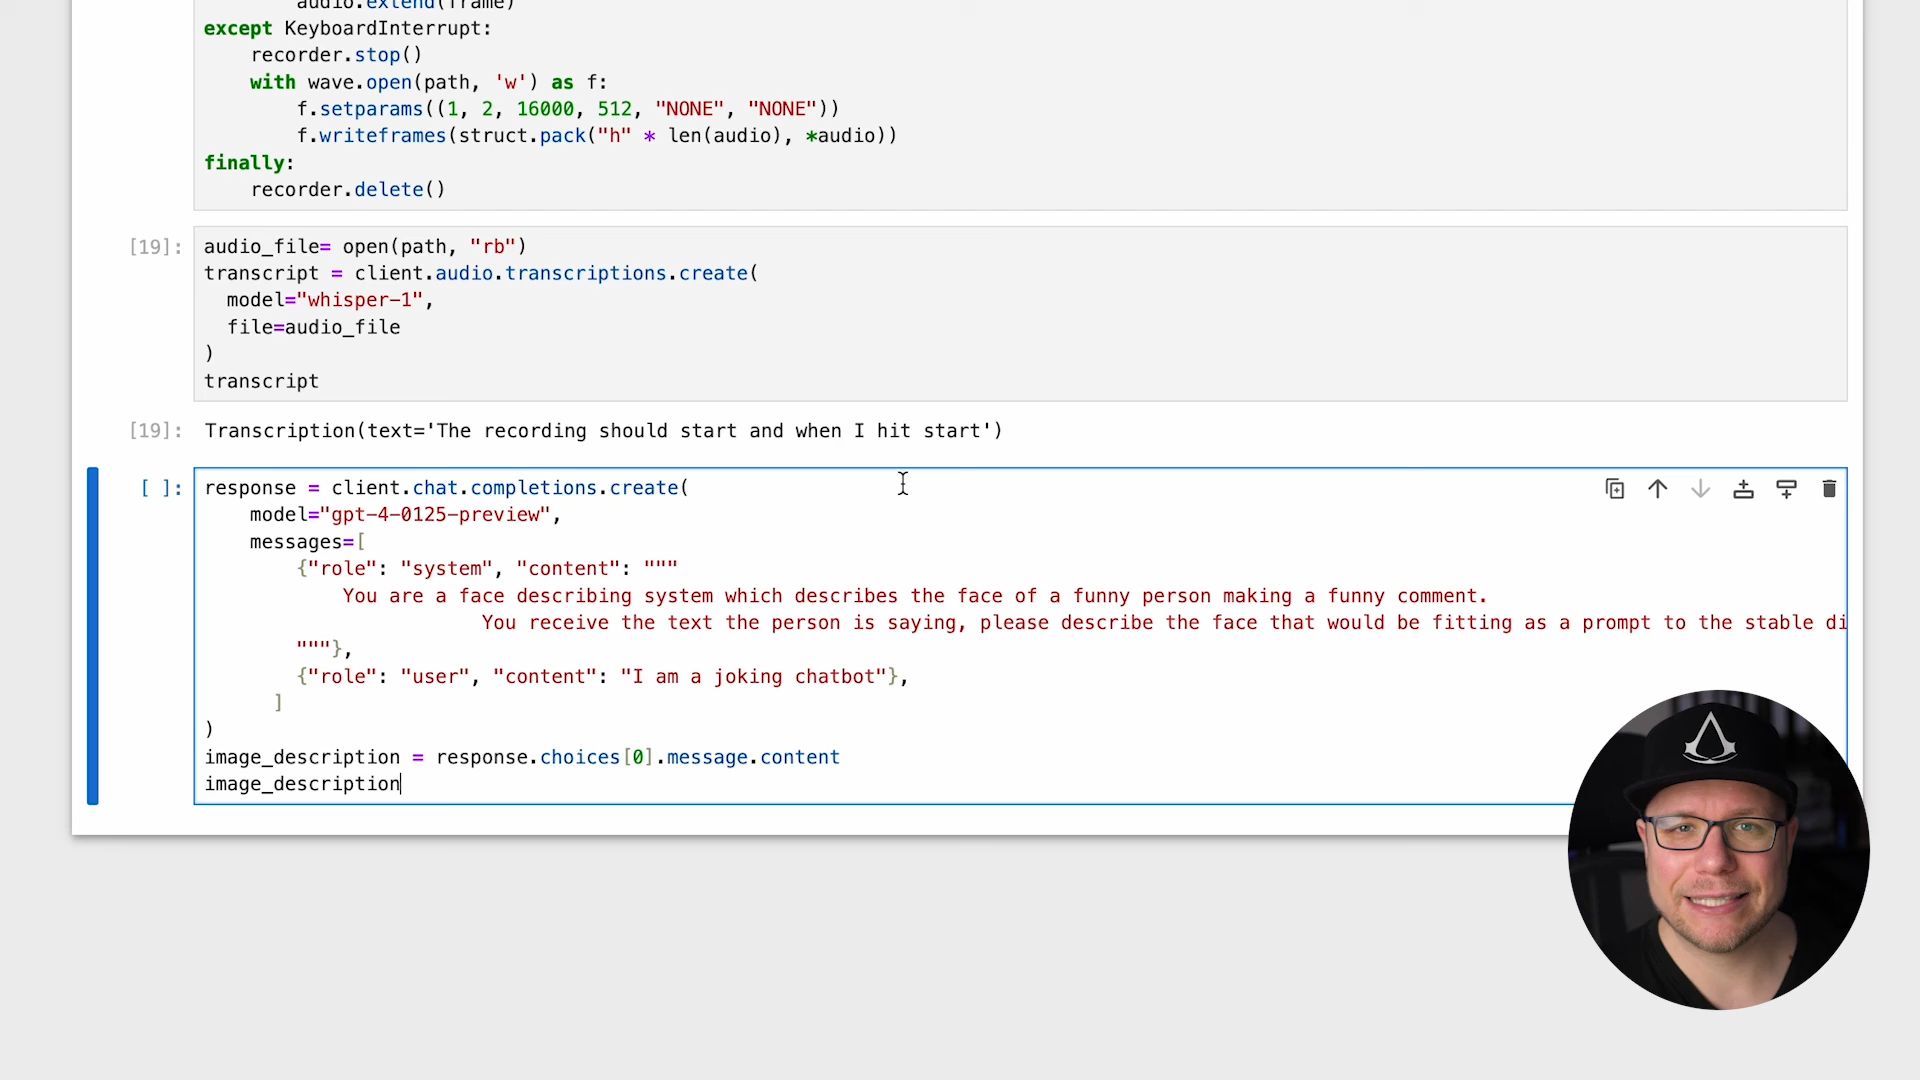 audio.extend(frame)
except KeyboardInterrupt:
recorder.stop()
with wave.open(path, 'w') as f:
f.setparams((1, 2, 16000, 512, "NONE", "NONE"))
f.writeframes(struct.pack("h" * len(audio), *audio))
finally:
recorder.delete()
[19]: audio_file= open(path, "rb")
transcript = client.audio.transcriptions.create(
model="whisper-1",
file=audio_file
)
transcript
[19]: Transcription(text='The recording should start and when I hit start')
[ ]: response = client.chat.completions.create(
model="gpt-4-0125-preview",
messages=[
{"role": "system", "content": """
You are a face describing system which describes the face of a funny person making a funny comment.
You receive the text the person is saying, please describe the face that would be fitting as a prompt to the stable di
"""},
{"role": "user", "content": "I am a joking chatbot"},
]
)
image_description = response.choices[0].message.content
image_description